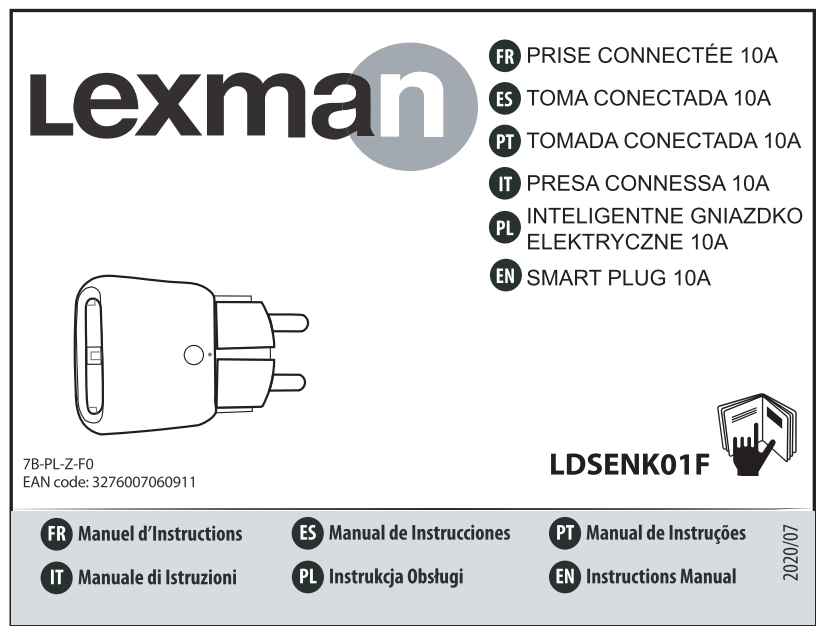 Lexman
FR PRISE CONNECTÉE 10A
ES TOMA CONECTADA 10A
PT TOMADA CONECTADA 10A
IT PRESA CONNESSA 10A
PL INTELIGENTNE GNIAZDKO
ELEKTRYCZNE 10A
EN SMART PLUG 10A
7B-PL-Z-F0
EAN code: 3276007060911
LDSENK01F
FR Manuel d’Instructions
ES Manual de Instrucciones
PT Manual de Instruções
IT Manuale di Istruzioni
PL Instrukcja Obsługi
EN Instructions Manual
2020/07